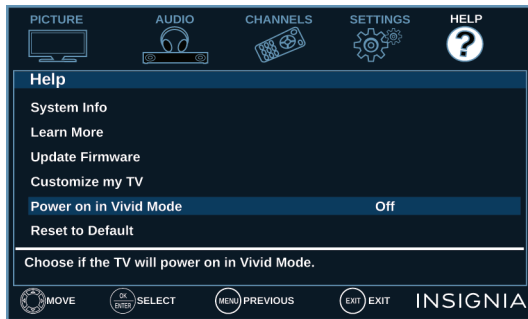 PICTURE AUDIO CHANNELS SETTINGS HELP
?
Help
System Info
Learn More
Update Firmware
Customize my TV
Power on in Vivid Mode Off
Reset to Default
Choose if the TV will power on in Vivid Mode.
MOVE OK ENTER SELECT MENU PREVIOUS EXIT EXIT INSIGNIA